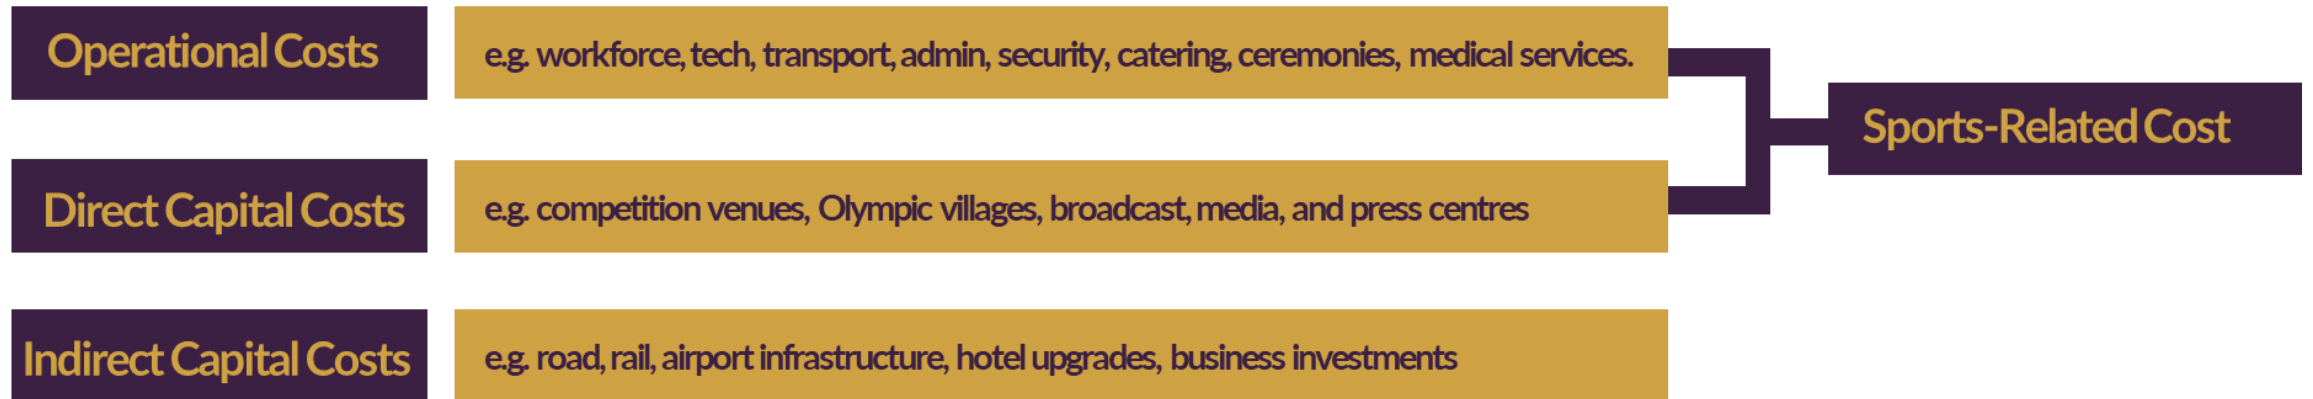 Operational Costs
e.g. workforce, tech, transport, admin, security, catering, ceremonies, medical services.
Sports-Related Cost
Direct Capital Costs
e.g. competition venues, Olympic villages, broadcast, media, and press centres
Indirect Capital Costs
e.g. road, rail, airport infrastructure, hotel upgrades, business investments